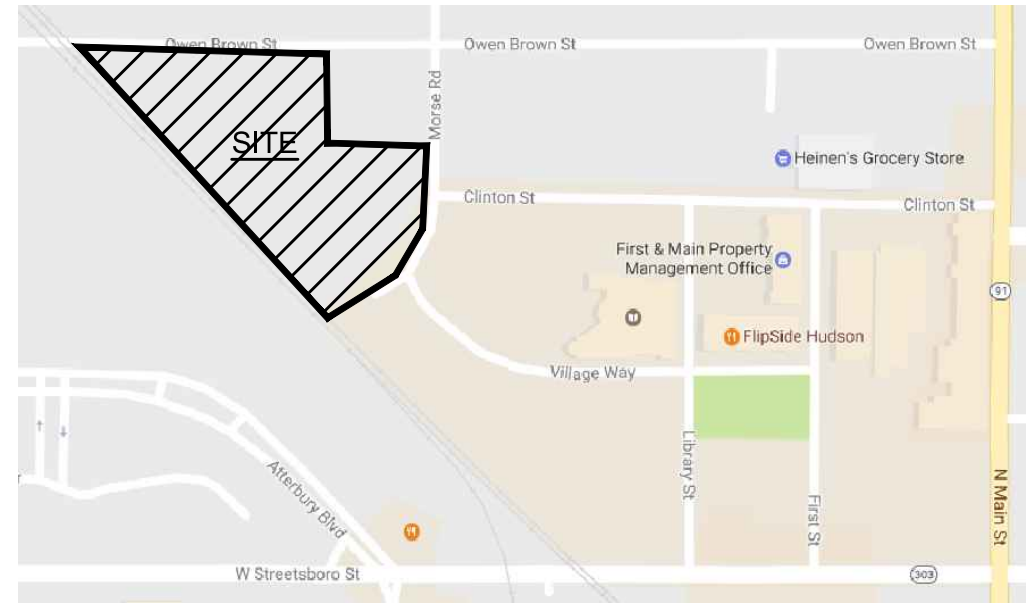 Owen Brown St
Owen Brown St
Owen Brown St
Morse Rd
SITE
Heinen's Grocery Store
Clinton St
Clinton St
First & Main Property
Management Office
91
FlipSide Hudson
Village Way
Library St
First St
N Main St
Atterbury Blvd
W Streetsboro St
303